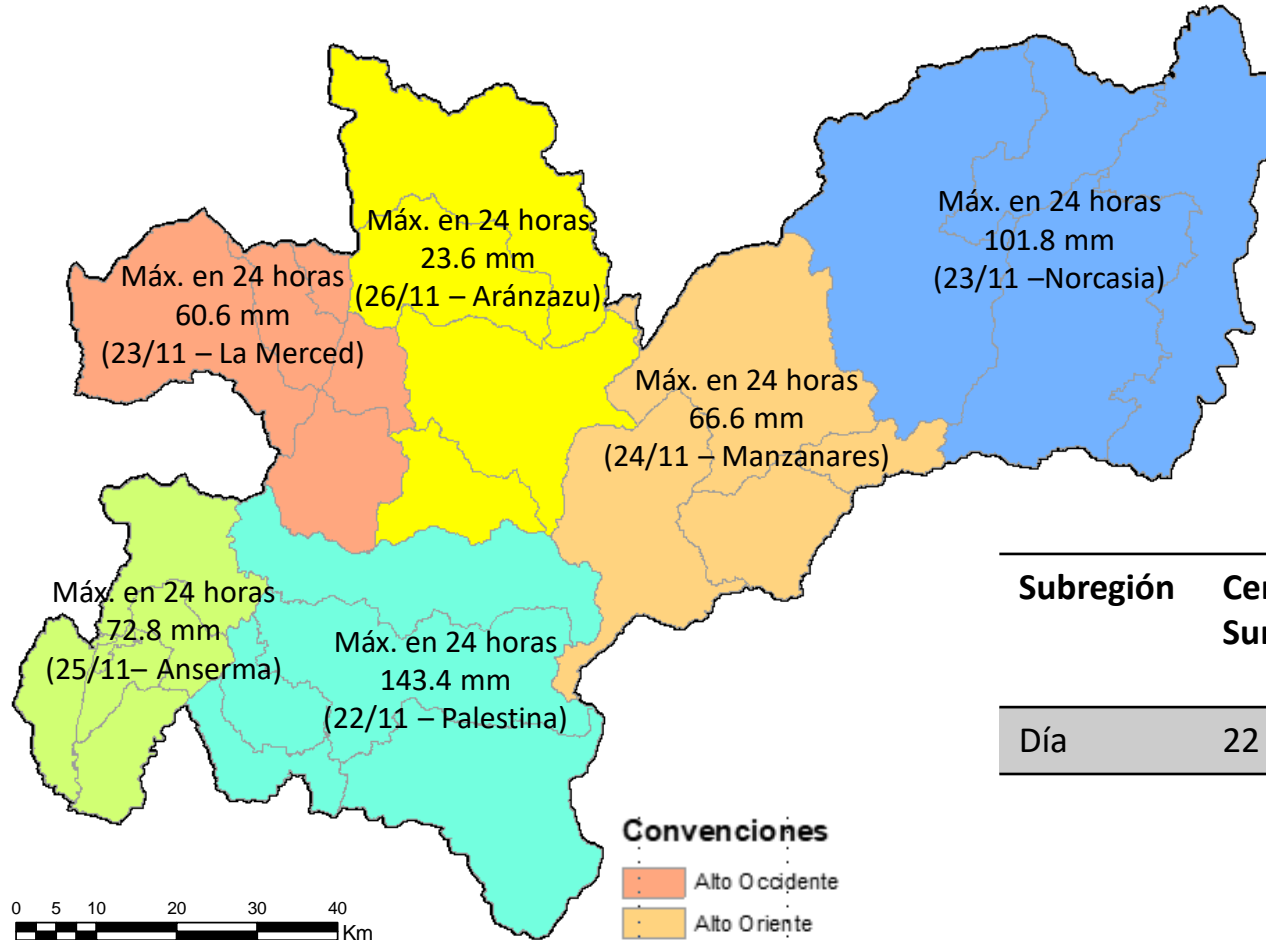 Máx. en 24 horas
23.6 mm
(26/11 – Aránzazu)
Máx. en 24 horas
101.8 mm
(23/11 –Norcasia)
Máx. en 24 horas
60.6 mm
(23/11 – La Merced)
Máx. en 24 horas
66.6 mm
(24/11 – Manzanares)
Máx. en 24 horas
72.8 mm
(25/11– Anserma)
Máx. en 24 horas
143.4 mm
(22/11 – Palestina)
Subregión
Día 22
Convenciones
Alto Occidente
Alto Oriente
0 5 10 20 30 40
Km